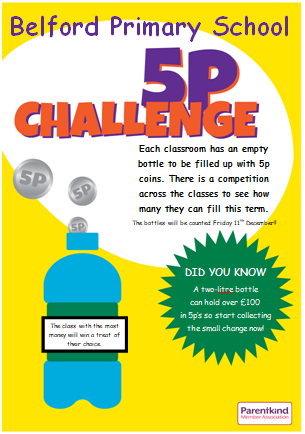 Belford Primary School
5P
CHALLENGE
Each classroom has an empty
bottle to be filled up with 5p
coins. There is a competition
across the classes to see how
many they can fill this term.
The bottles will be counted Friday 11th December!!
5P
5P
5P
DID YOU KNOW
A two-litre bottle
can hold over £100
in 5p's so start collecting
the small change now!
The class with the most
money will win a treat of
their choice.
Parentkind
Member Association